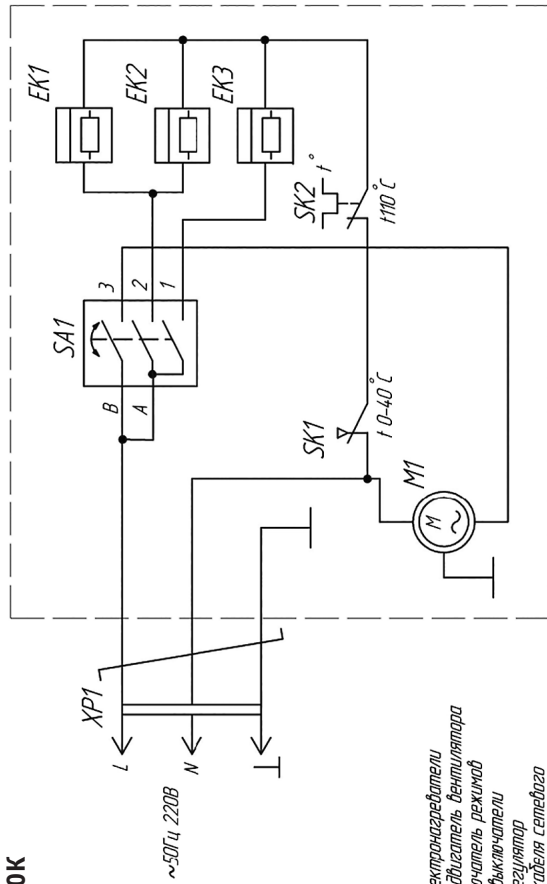 ок
~50Гц 220В
L
N
XP1
B
A
SA1
3
2
1
EK1
EK2
EK3
SK1
t 0-40°C
SK2
t°
t110°C
M1
M
ектронагреватели
двигатель вентилятора
чатель режимов
выключатели
егулятор
абеля сетевого